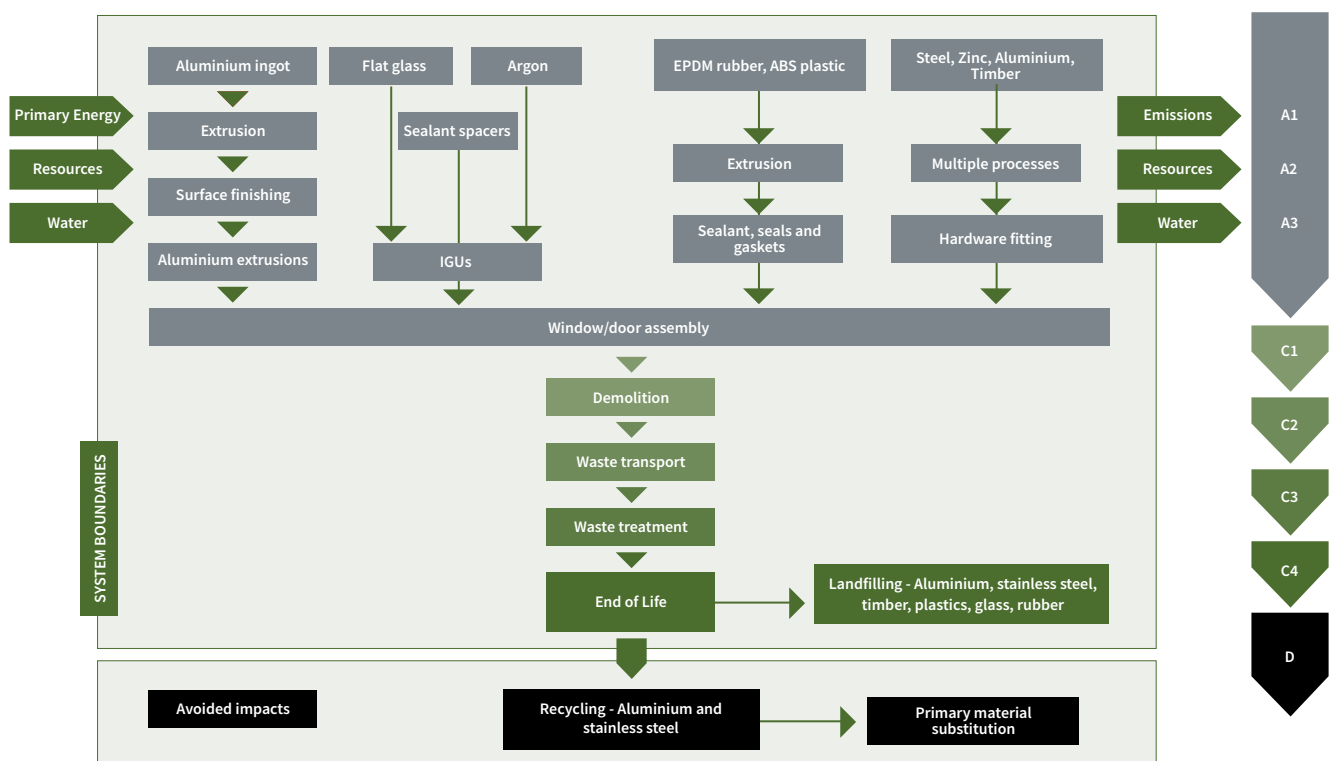 Aluminium ingot
Flat glass
Argon
EPDM rubber, ABS plastic
Steel, Zinc, Aluminium,
Timber
Primary Energy
Extrusion
Sealant spacers
Emissions
A1
Resources
Surface finishing
Extrusion
Multiple processes
Resources
A2
Water
Aluminium extrusions
IGUs
Sealant, seals and
gaskets
Hardware fitting
Water
A3
Window/door assembly
C1
Demolition
C2
Waste transport
C3
Waste treatment
SYSTEM BOUNDARIES
C4
End of Life
Landfilling - Aluminium, stainless steel,
timber, plastics, glass, rubber
D
Avoided impacts
Recycling - Aluminium and
stainless steel
Primary material
substitution